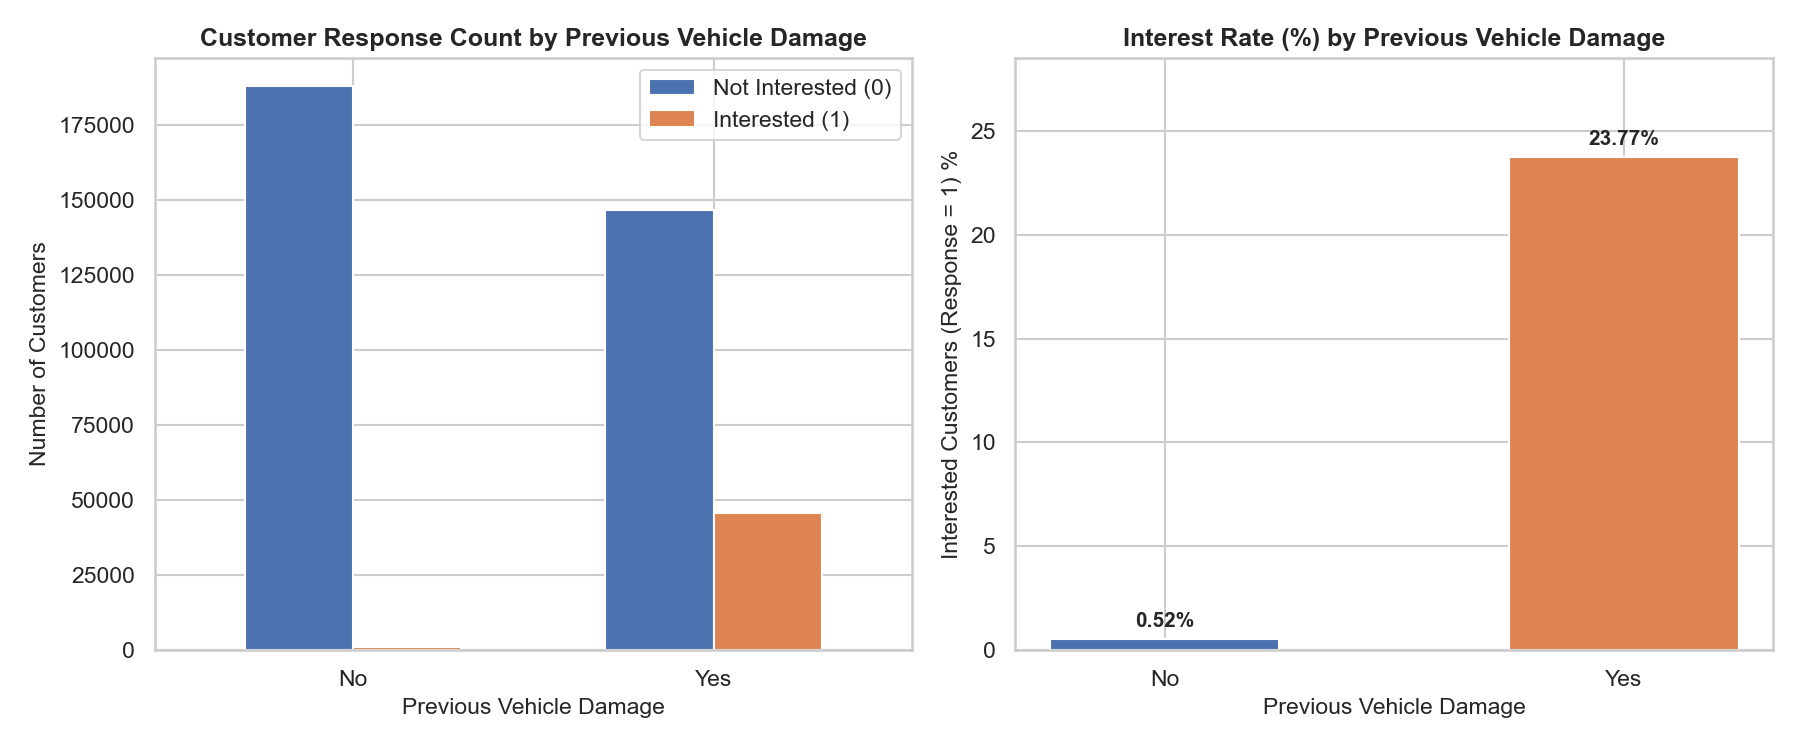 Customer Response Count by Previous Vehicle Damage
Not Interested (0)
Interested (1)
Number of Customers
175000
150000
125000
100000
75000
50000
25000
0
No
Yes
Previous Vehicle Damage
Interest Rate (%) by Previous Vehicle Damage
Interested Customers (Response = 1) %
25
20
15
10
5
0
23.77%
0.52%
No
Yes
Previous Vehicle Damage